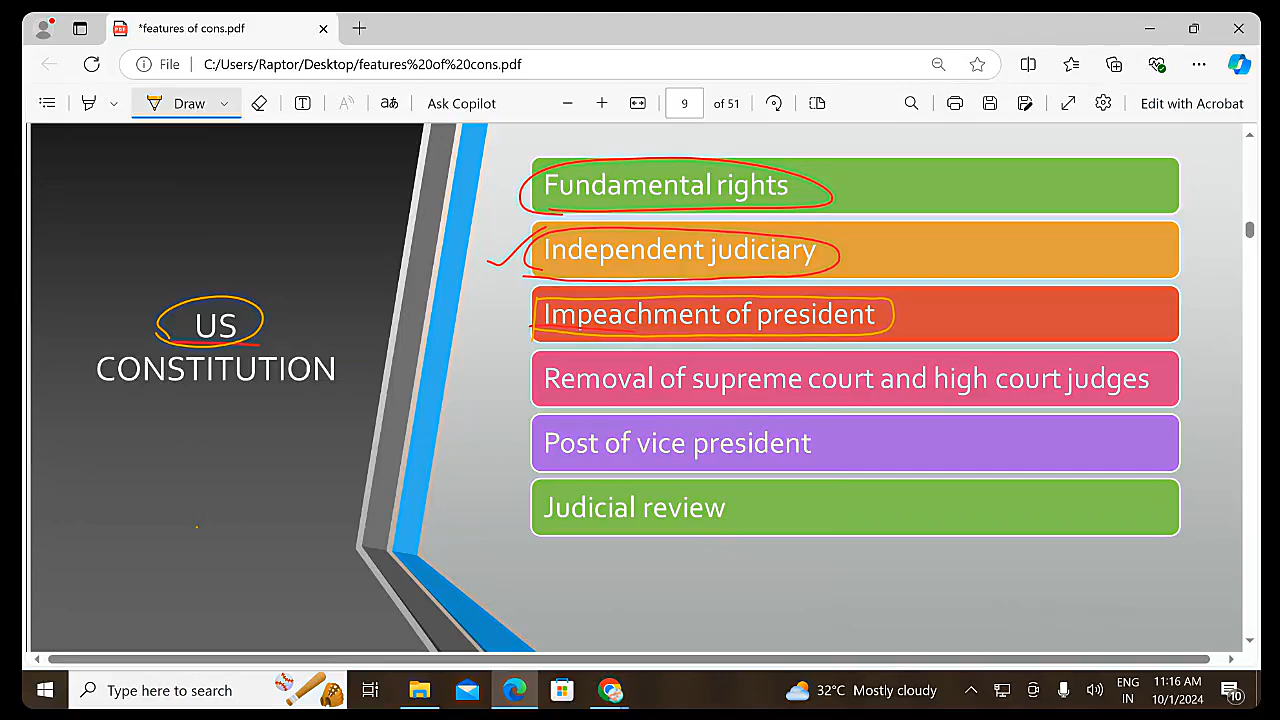 *features of cons.pdf
File
C:/Users/Raptor/Desktop/features%20of%20cons.pdf
Draw
Ask Copilot
9 of 51
Edit with Acrobat
US
CONSTITUTION
Fundamental rights
Independent judiciary
Impeachment of president
Removal of supreme court and high court judges
Post of vice president
Judicial review
Type here to search
32°C Mostly cloudy
ENG
IN
11:16 AM
10/1/2024
10